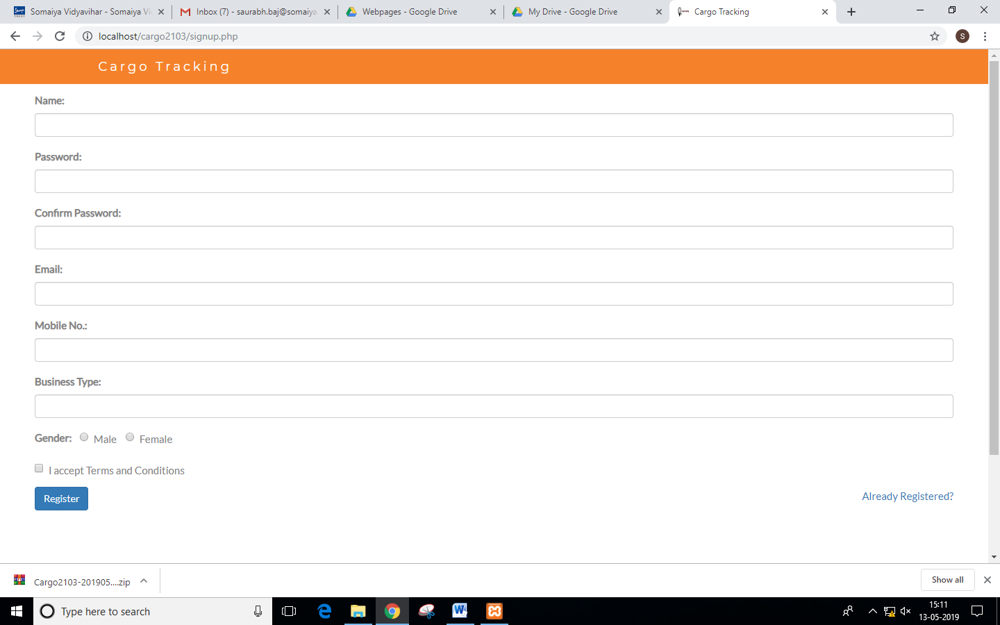 Somaiya Vidyavihar - Somaiya Vi
Inbox (7) - saurabh.baj@somaiya
Webpages - Google Drive
My Drive - Google Drive
Cargo Tracking
localhost/cargo2103/signup.php
S
Cargo Tracking
Name:
Password:
Confirm Password:
Email:
Mobile No.:
Business Type:
Gender: Male Female
I accept Terms and Conditions
Register
Already Registered?
Cargo2103-201905....zip
Show all
Type here to search
15:11
13-05-2019